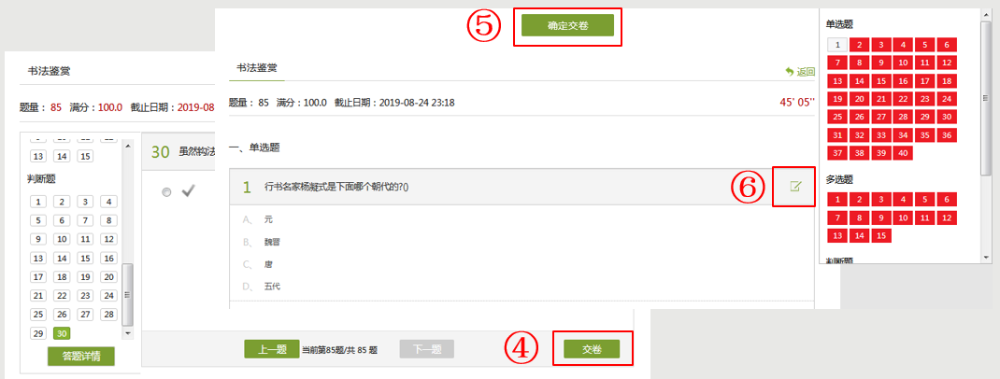 ⑤
确定交卷
书法鉴赏
返回
题量： 85 满分：100.0 截止日期：2019-08-24 23:18
45' 05''
一、单选题
1 行书名家杨凝式是下面哪个朝代的?()
⑥
A、 元
B、 魏晋
C、 唐
D、 五代
单选题
1 2 3 4 5 6
7 8 9 10 11 12
13 14 15 16 17 18
19 20 21 22 23 24
25 26 27 28 29 30
31 32 33 34 35 36
37 38 39 40
多选题
1 2 3 4 5 6
7 8 9 10 11 12
13 14 15
判断题
书法鉴赏
题量： 85 满分：100.0 截止日期：2019-08
9 10 11 12
13 14 15
判断题
1 2 3 4
5 6 7 8
9 10 11 12
13 14 15 16
17 18 19 20
21 22 23 24
25 26 27 28
29 30
答题详情
30
上一题 当前第85题/共 85 题 下一题
④
交卷